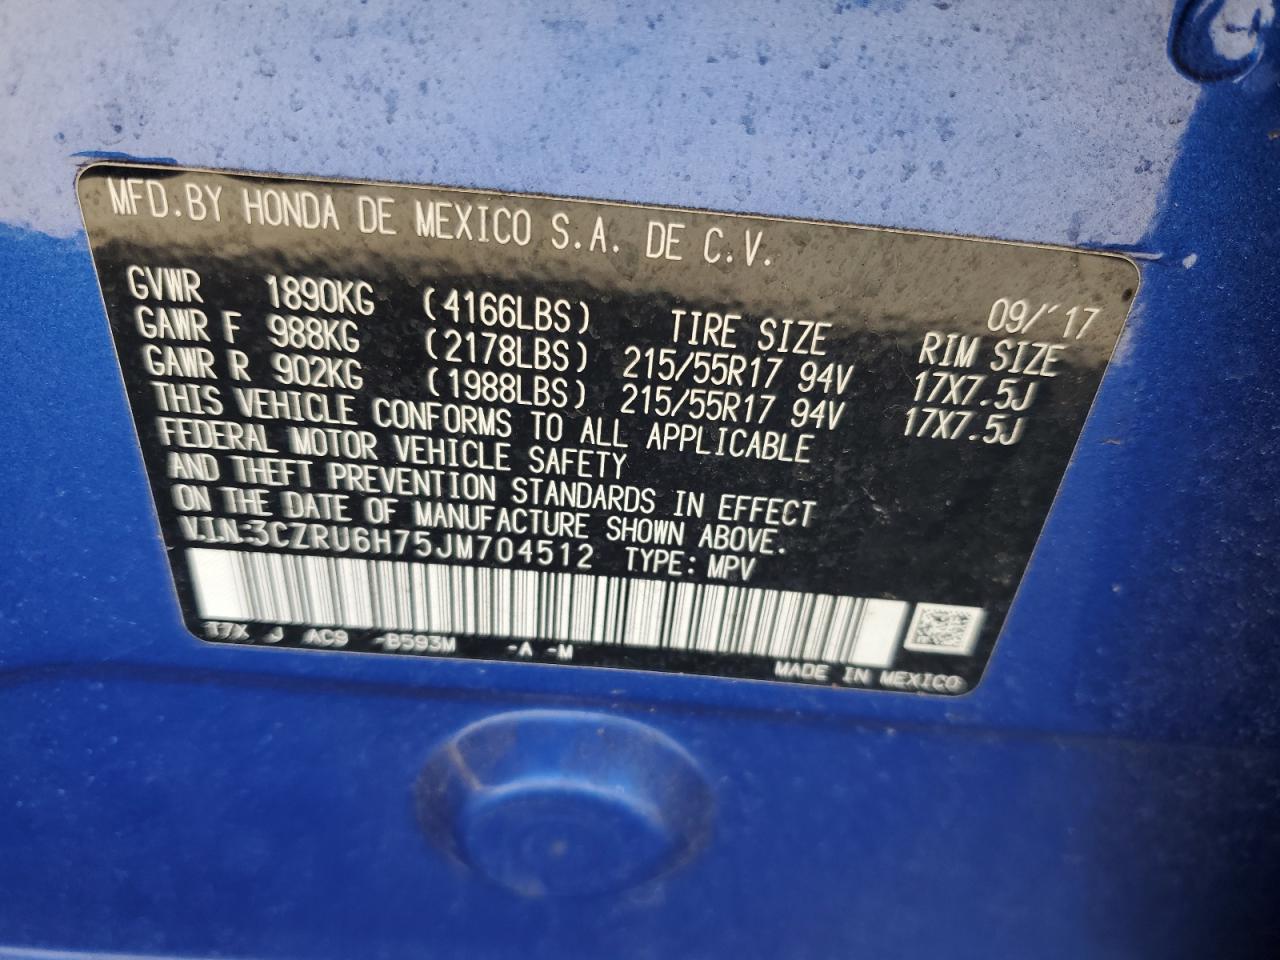 MFD.BY HONDA DE MEXICO S.A. DE C.V.
09/'17
GVWR 1890KG (4166LBS) TIRE SIZE RIM SIZE
GAWR F 988KG (2178LBS) 215/55R17 94V 17X7.5J
GAWR R 902KG (1988LBS) 215/55R17 94V 17X7.5J
THIS VEHICLE CONFORMS TO ALL APPLICABLE
FEDERAL MOTOR VEHICLE SAFETY
AND THEFT PREVENTION STANDARDS IN EFFECT
ON THE DATE OF MANUFACTURE SHOWN ABOVE.
V.I.N:3CZRU6H75JM704512 TYPE: MPV
T7X J AC9 -B593M -A -M
MADE IN MEXICO